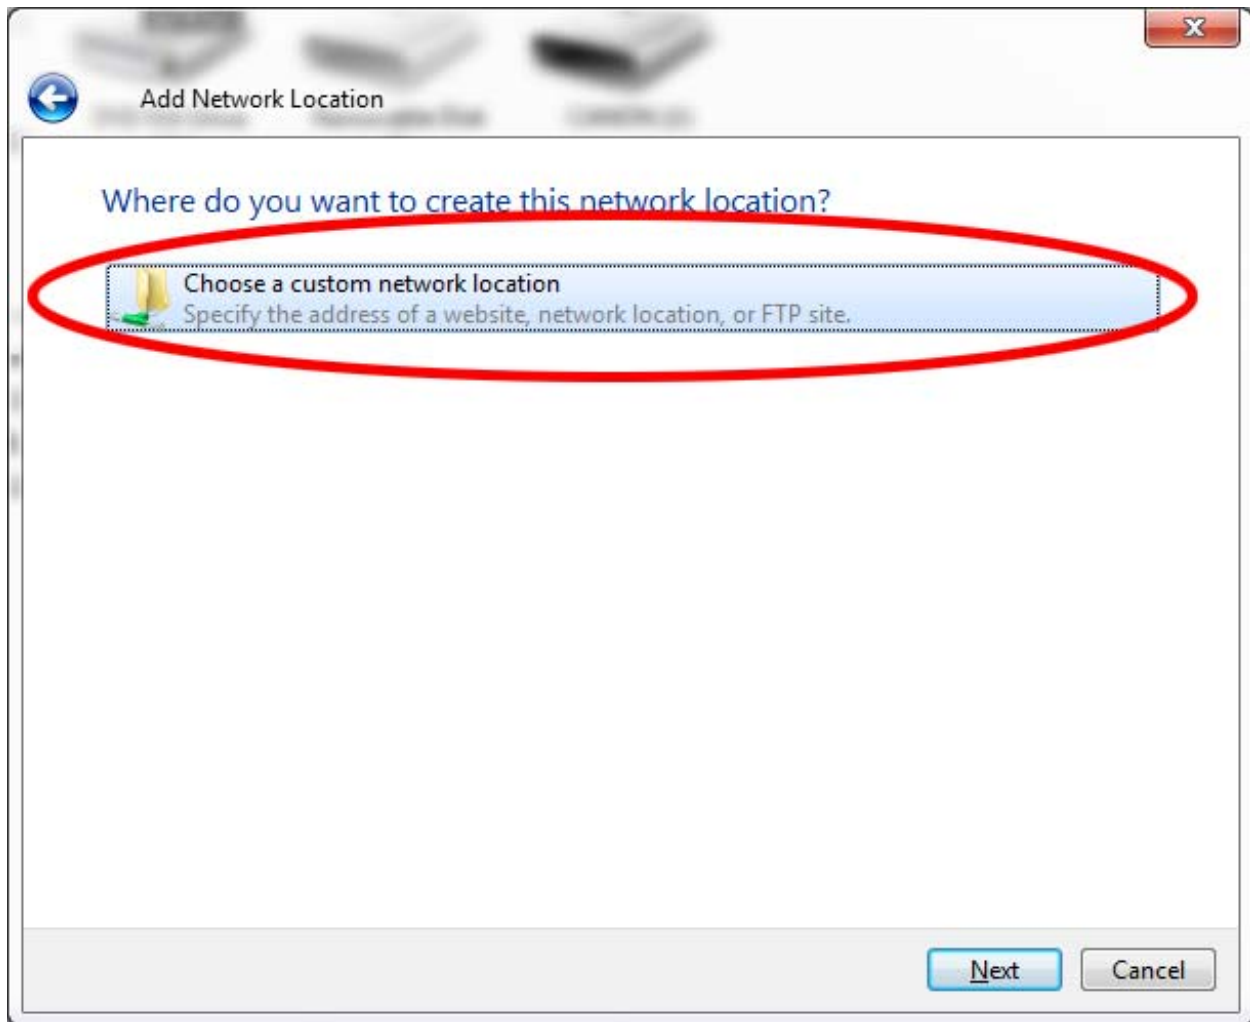 Add Network Location
Where do you want to create this network location?
Choose a custom network location
Specify the address of a website, network location, or FTP site.
Next
Cancel